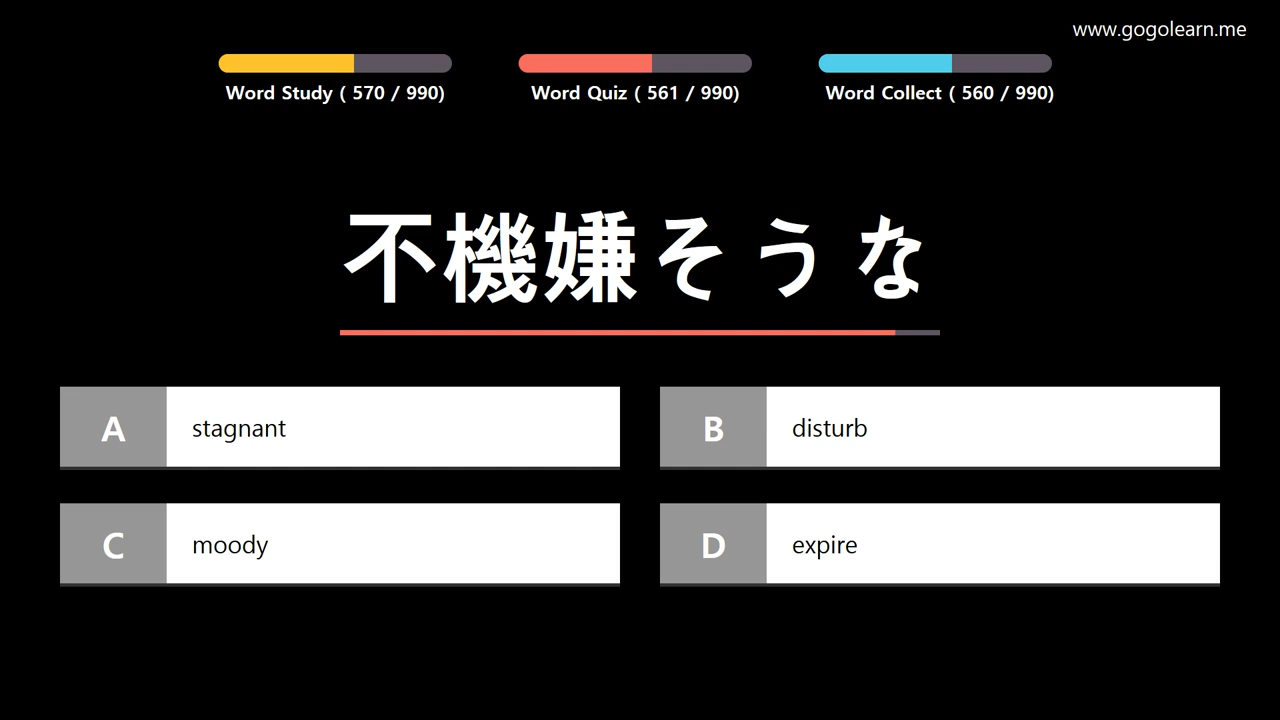 www.gogolearn.me
Word Study ( 570 / 990)
Word Quiz ( 561 / 990)
Word Collect ( 560 / 990)
不機嫌そうな
A stagnant
B disturb
C moody
D expire